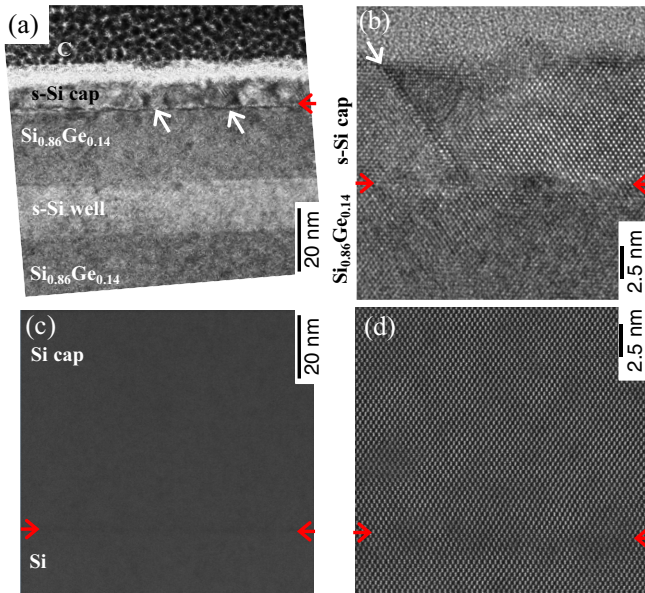 (a)
C
s-Si cap
Si0.86Ge0.14
s-Si well
Si0.86Ge0.14
20 nm
(b)
s-Si cap
Si0.86Ge0.14
2.5 nm
(c)
Si cap
Si
20 nm
(d)
2.5 nm